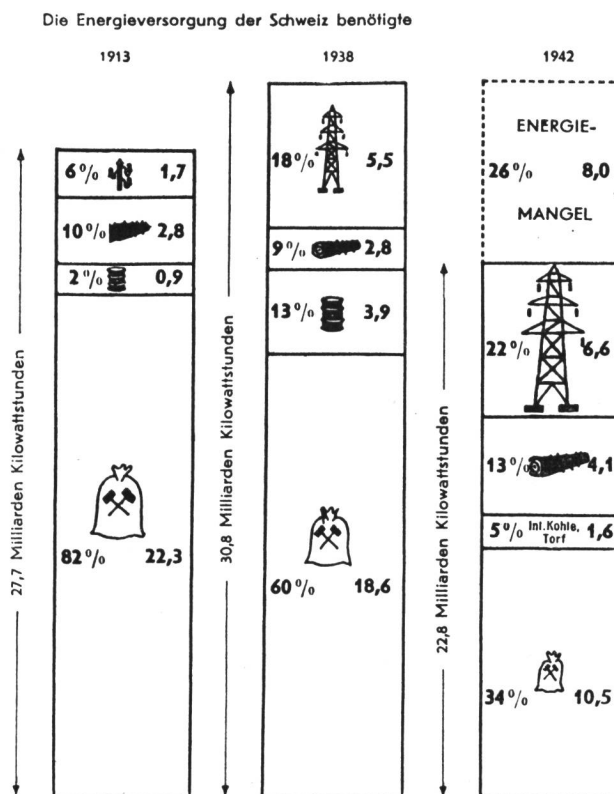 Die Energieversorgung der Schweiz benötigte
1913
1938
1942
27,7 Milliarden Kilowattstunden
6% 1,7
10% 2,8
2% 0,9
82% 22,3
30,8 Milliarden Kilowattstunden
18% 5,5
9% 2,8
13% 3,9
60% 18,6
22,8 Milliarden Kilowattstunden
ENERGIE-
26% 8,0
MANGEL
22% 6,6
13% 4,1
5% Inl. Kohle, 1,6
Torf
34% 10,5